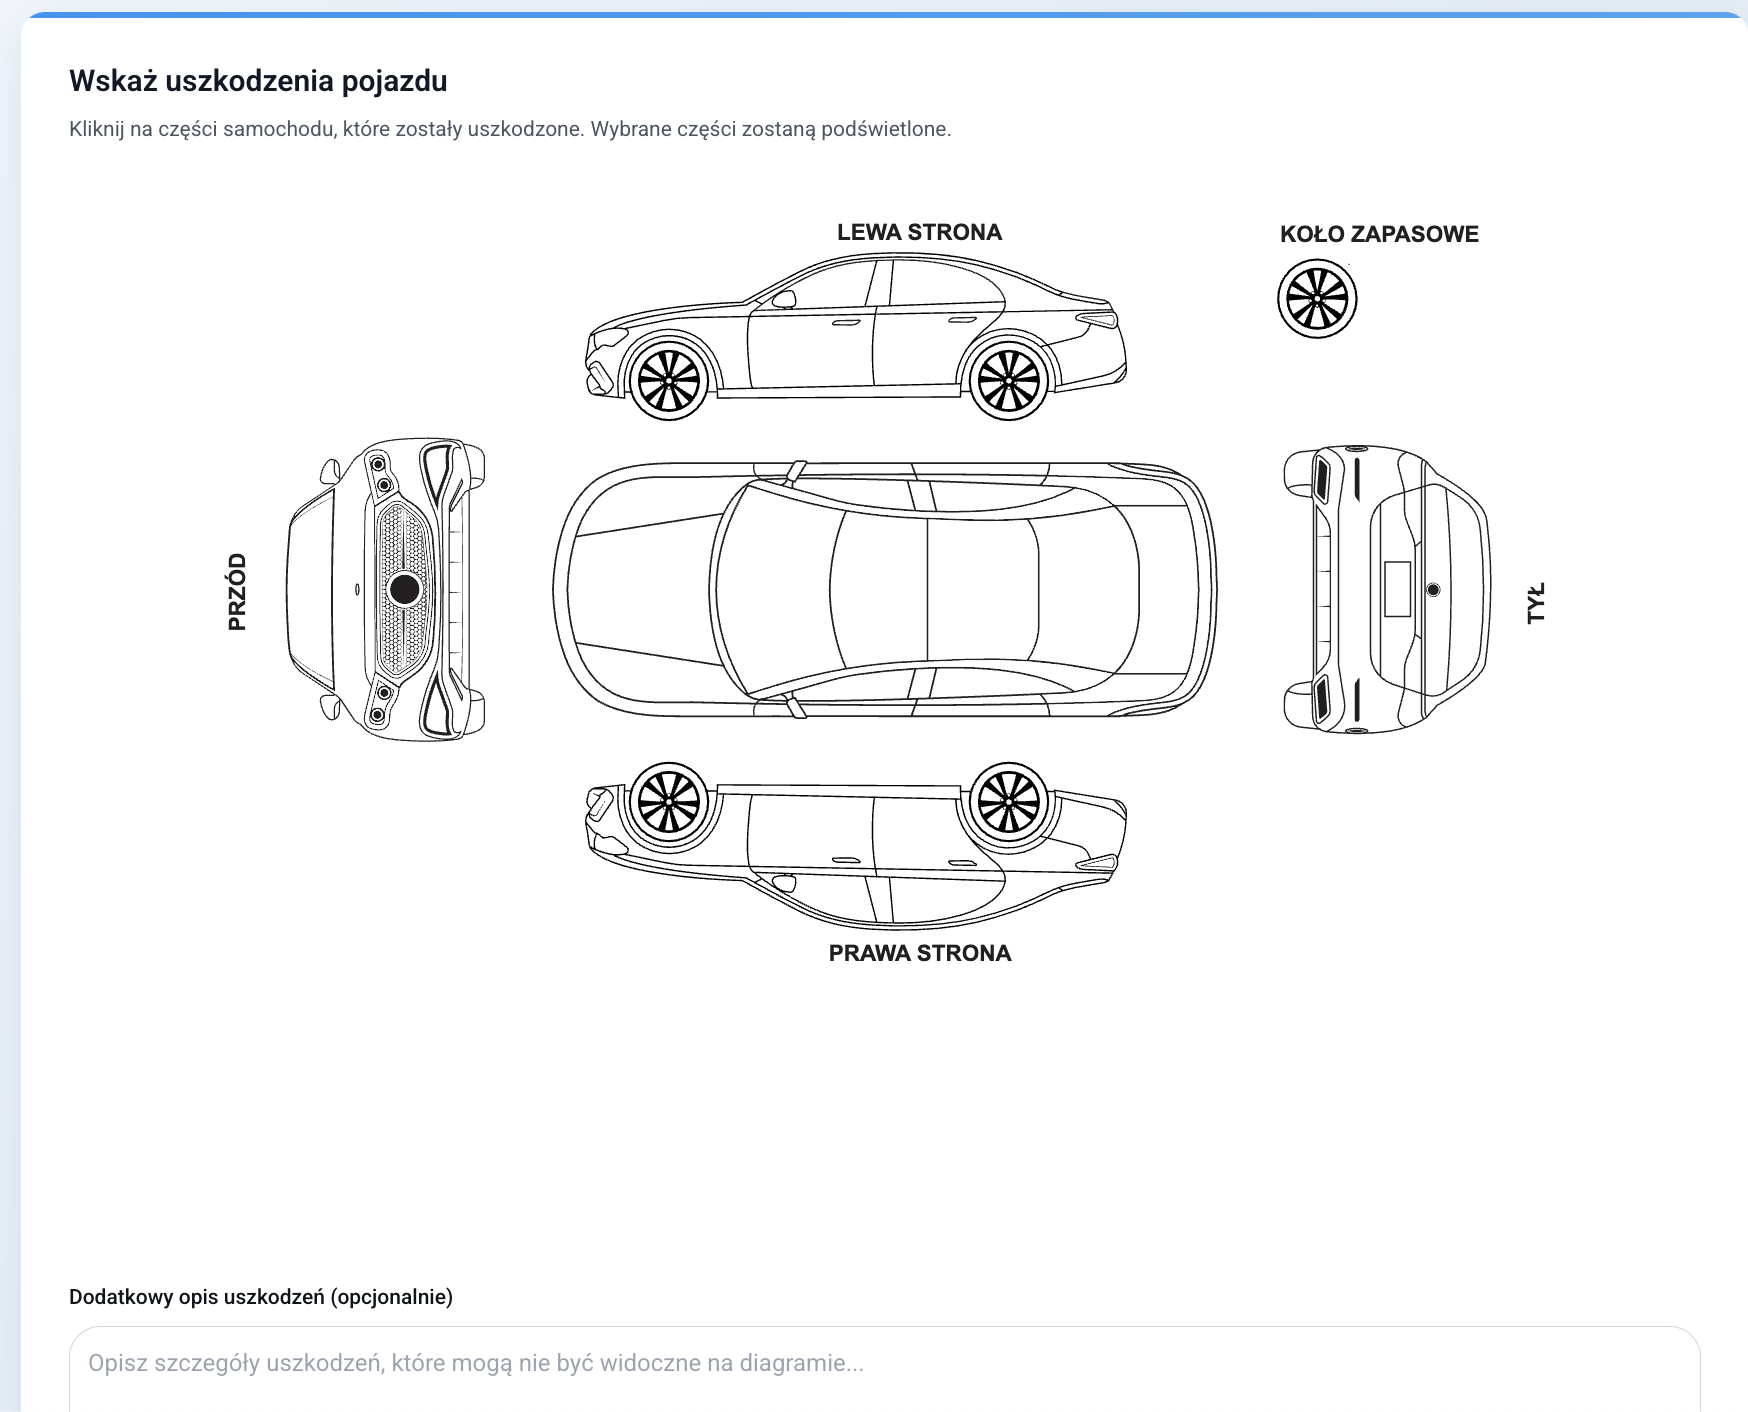 Wskaż uszkodzenia pojazdu
Kliknij na części samochodu, które zostały uszkodzone. Wybrane części zostaną podświetlone.
LEWA STRONA
KOŁO ZAPASOWE
PRZÓD
TYŁ
PRAWA STRONA
Dodatkowy opis uszkodzeń (opcjonalnie)
Opisz szczegóły uszkodzeń, które mogą nie być widoczne na diagramie...